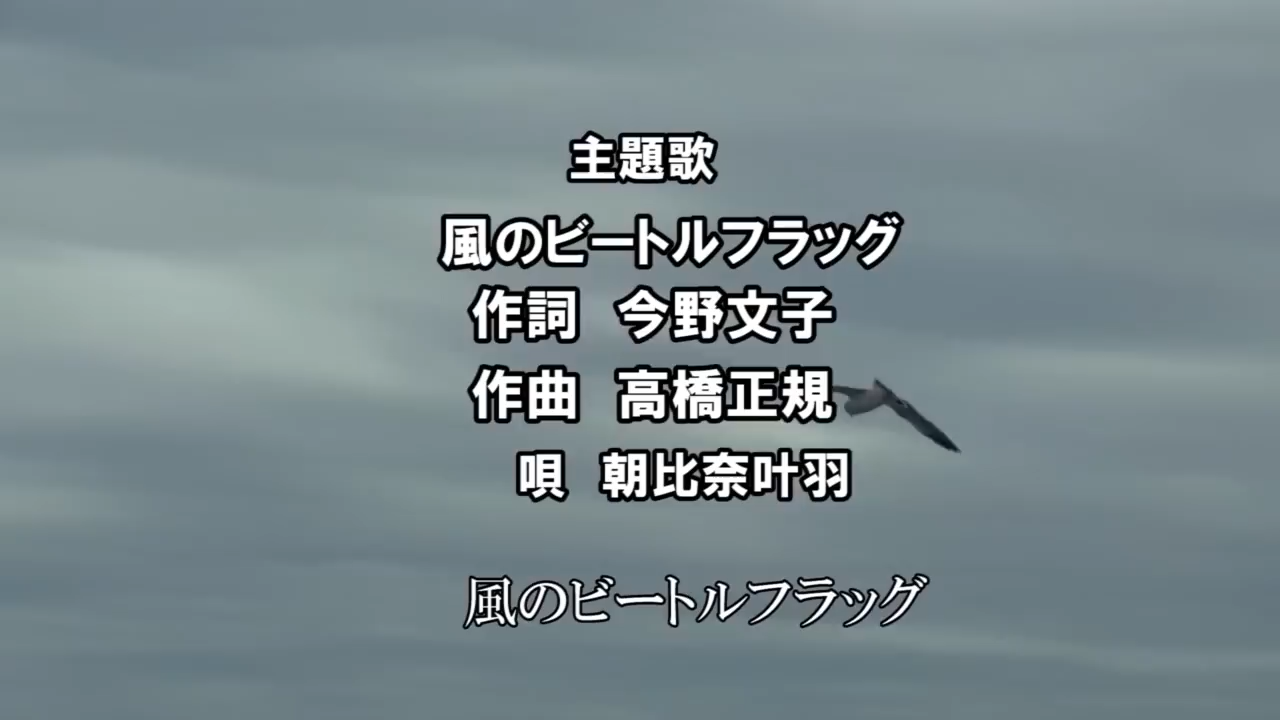 主題歌
風のビートルフラッグ
作詞　今野文子
作曲　高橋正規
唄　朝比奈叶羽
風のビートルフラッグ